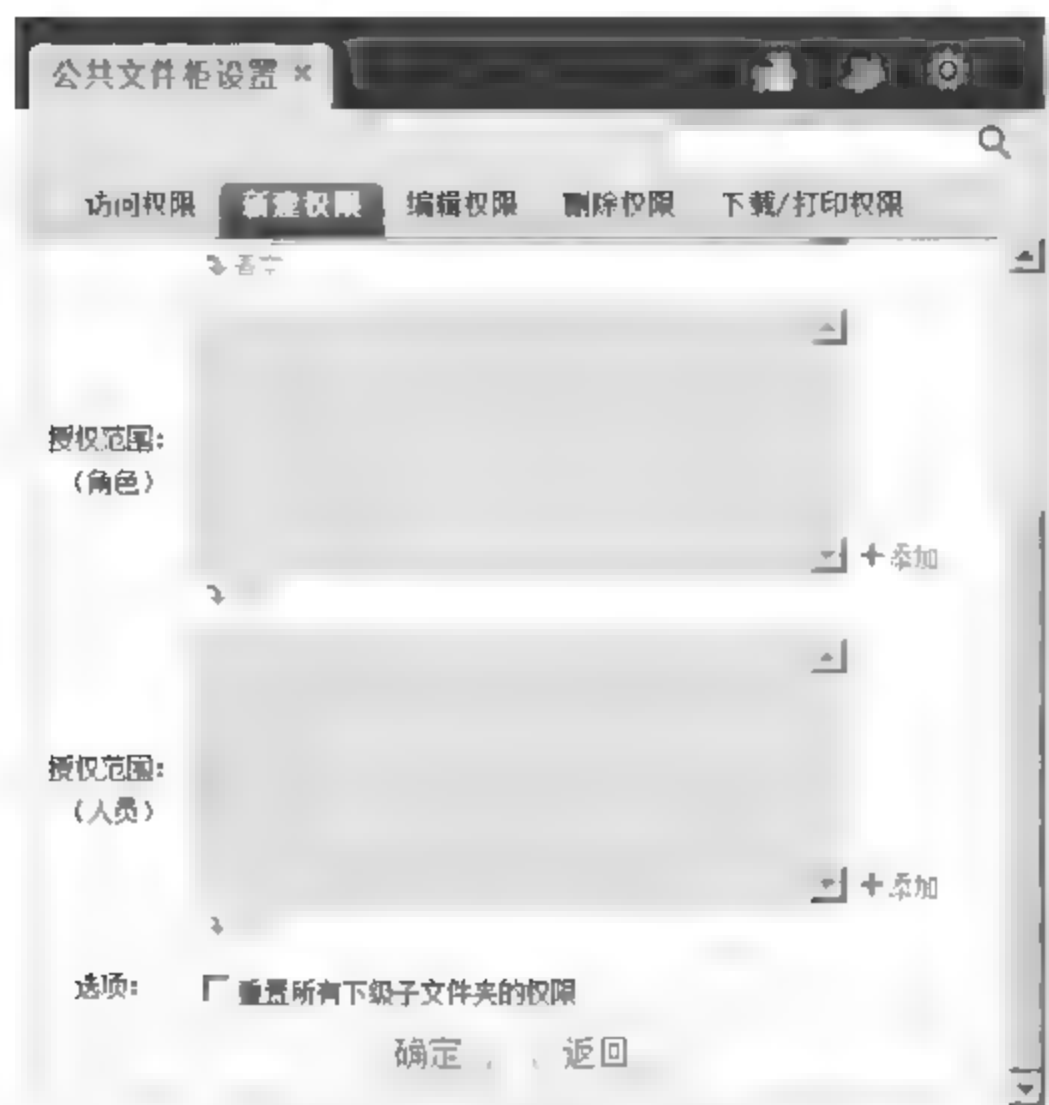 公共文件柜设置 ×
访问权限 新建权限 编辑权限 删除权限 下载/打印权限
授权范围：
（角色）
添加
授权范围：
（人员）
添加
选项： 重置所有下级子文件夹的权限
确定 返回